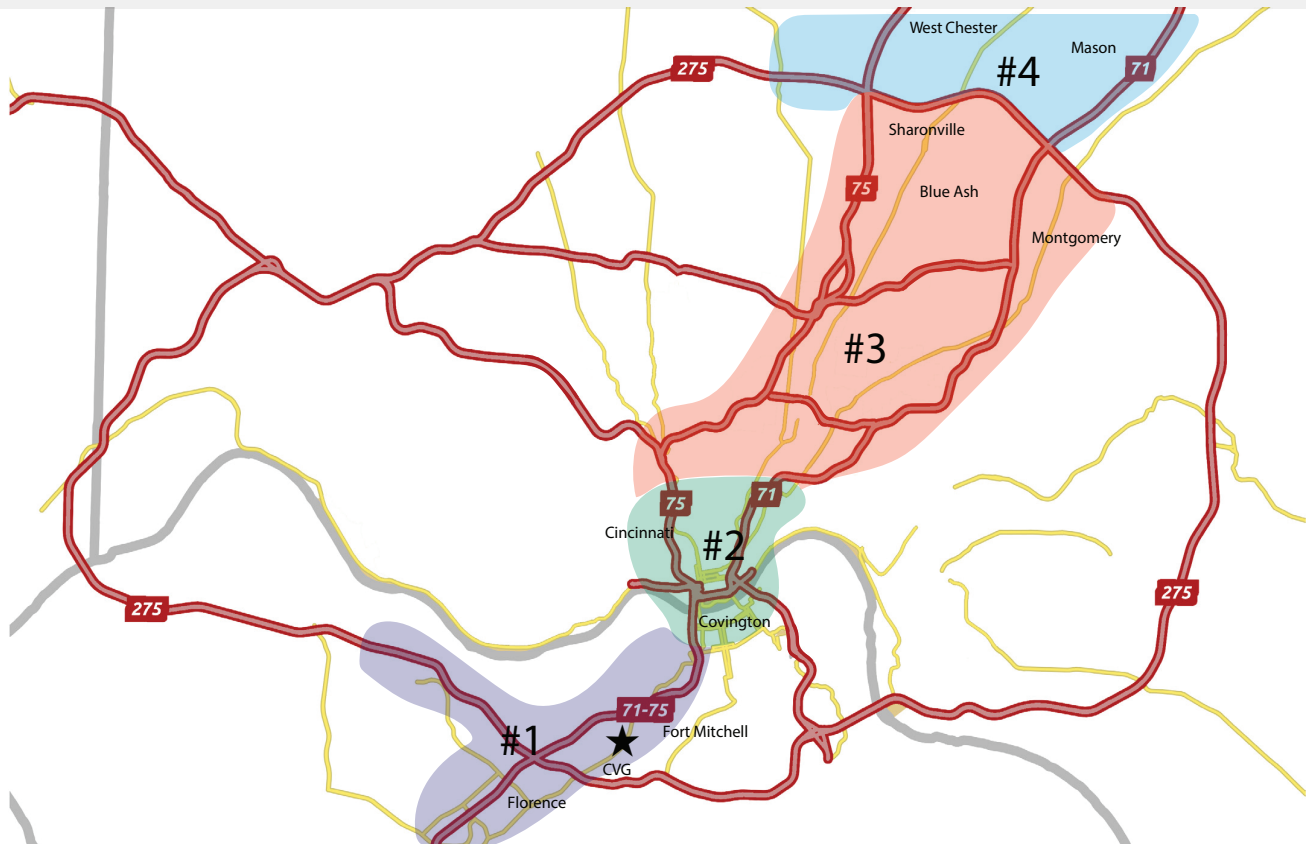 West Chester
Mason
#4
275
71
Sharonville
75
Blue Ash
Montgomery
#3
75
71
Cincinnati
#2
275
275
Covington
71-75
Fort Mitchell
#1
CVG
Florence